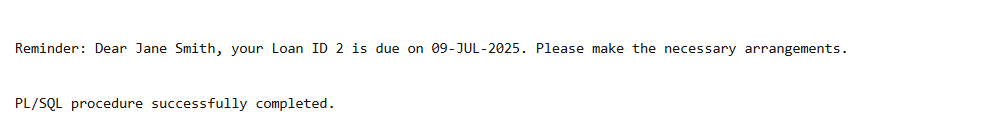 Reminder: Dear Jane Smith, your Loan ID 2 is due on 09-JUL-2025. Please make the necessary arrangements.
PL/SQL procedure successfully completed.